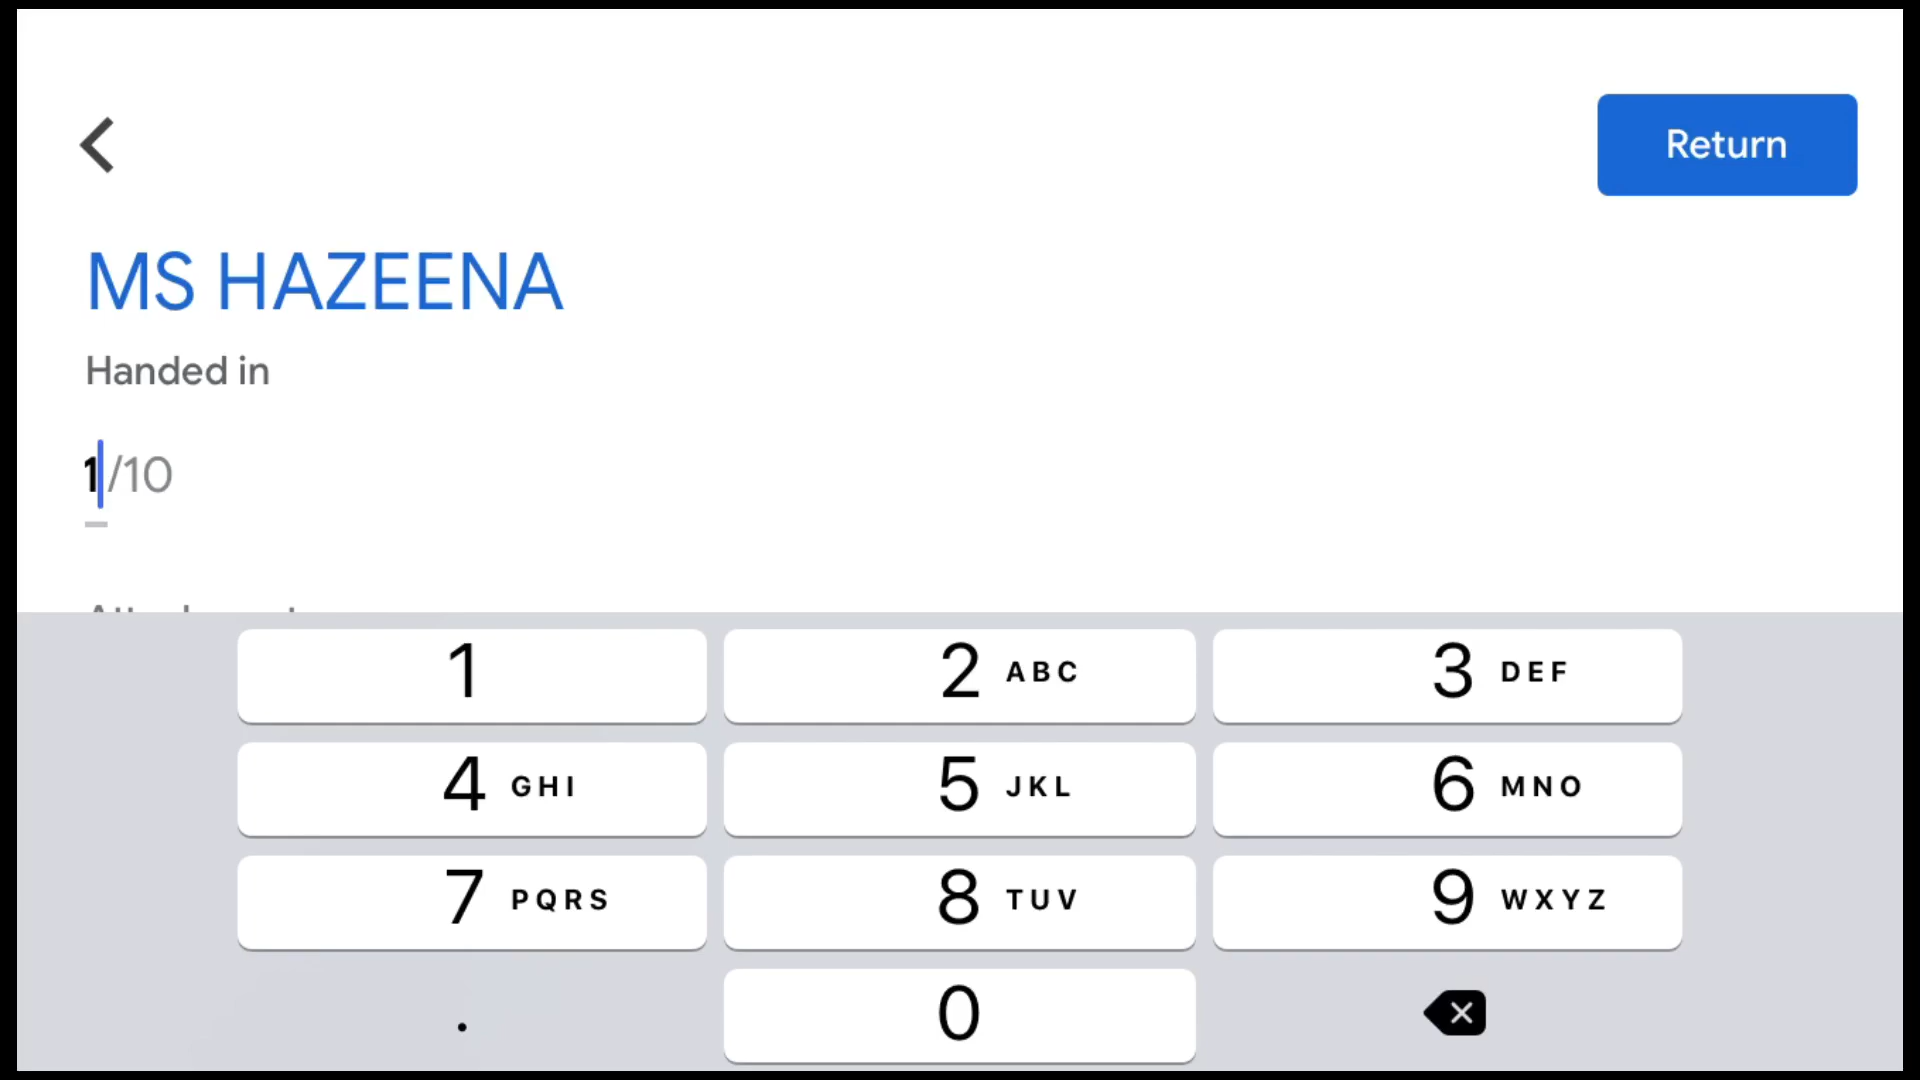 Return
MS HAZEENA
Handed in
1/10
1
2 ABC
3 DEF
4 GHI
5 JKL
6 MNO
7 PQRS
8 TUV
9 WXYZ
.
0